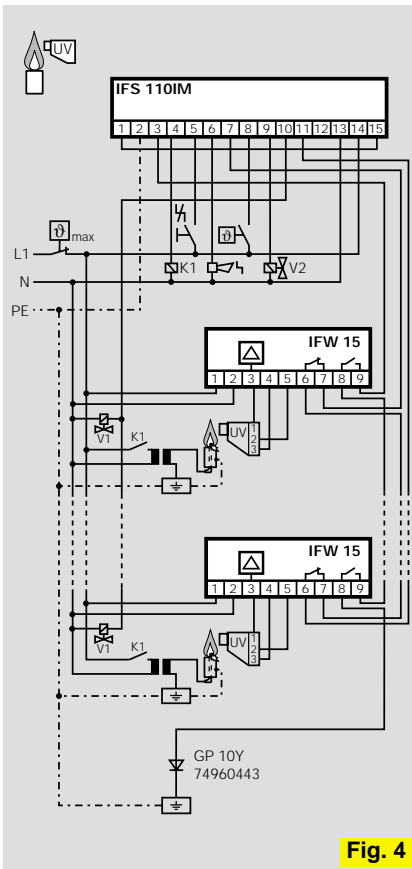 UV
IFS 110IM
1 2 3 4 5 6 7 8 9 10 11 12 13 14 15
ϑ max
ϑ
L1
K1
V2
N
PE
IFW 15
1 2 3 4 5 6 7 8 9
V1
K1
UV
1
2
3
IFW 15
1 2 3 4 5 6 7 8 9
V1
K1
UV
1
2
3
GP 10Y
74960443
Fig. 4